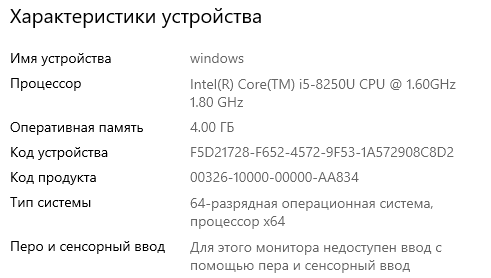 Характеристики устройства
Имя устройства windows
Процессор Intel(R) Core(TM) i5-8250U CPU @ 1.60GHz
1.80 GHz
Оперативная память 4.00 ГБ
Код устройства F5D21728-F652-4572-9F53-1A572908C8D2
Код продукта 00326-10000-00000-AA834
Тип системы 64-разрядная операционная система,
процессор x64
Перо и сенсорный ввод Для этого монитора недоступен ввод с
помощью пера и сенсорный ввод